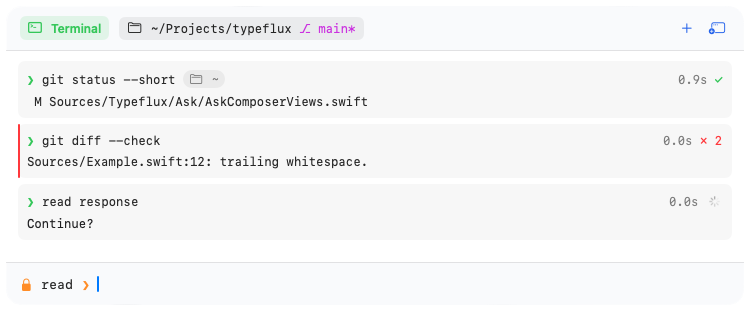 Terminal ~/Projects/typeflux main*
❯ git status --short ~ 0.9s ✓
M Sources/Typeflux/Ask/AskComposerViews.swift
❯ git diff --check 0.0s × 2
Sources/Example.swift:12: trailing whitespace.
❯ read response 0.0s
Continue?
read ❯